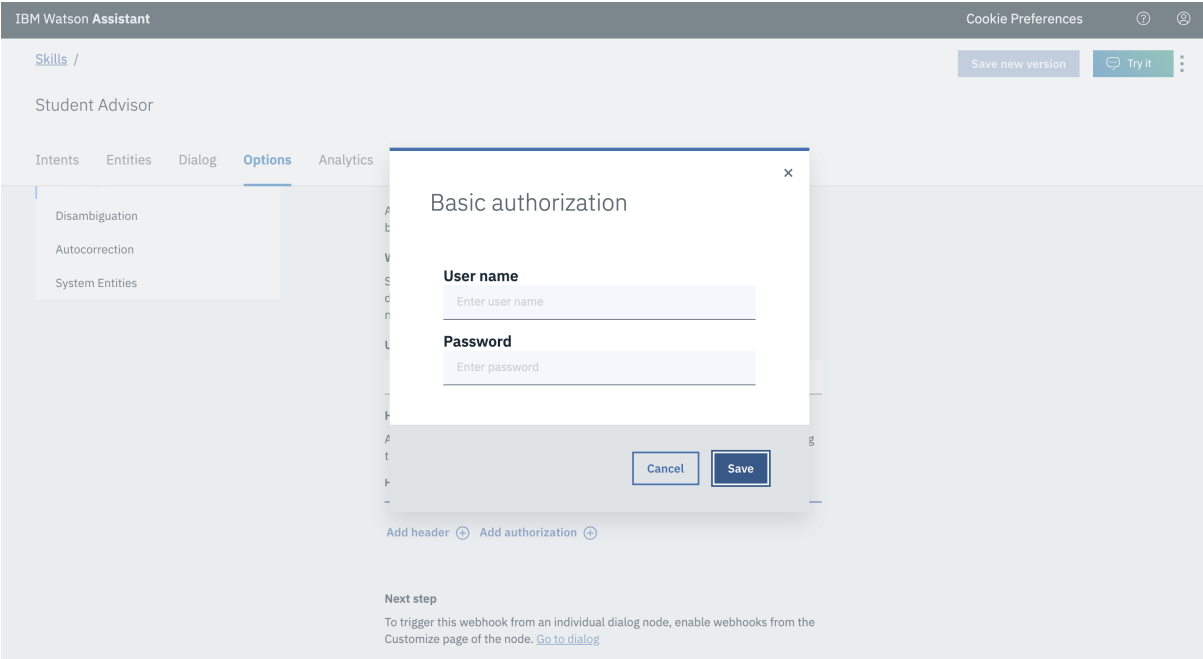 IBM Watson Assistant
Cookie Preferences
Skills /
Save new version
Try it
Student Advisor
Intents Entities Dialog Options Analytics
Disambiguation
Autocorrection
System Entities
Basic authorization
User name
Enter user name
Password
Enter password
Cancel Save
Add header Add authorization
Next step
To trigger this webhook from an individual dialog node, enable webhooks from the
Customize page of the node. Go to dialog